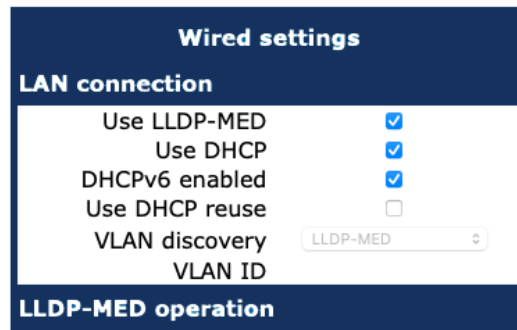 Wired settings
LAN connection
Use LLDP-MED
Use DHCP
DHCPv6 enabled
Use DHCP reuse
VLAN discovery LLDP-MED
VLAN ID
LLDP-MED operation